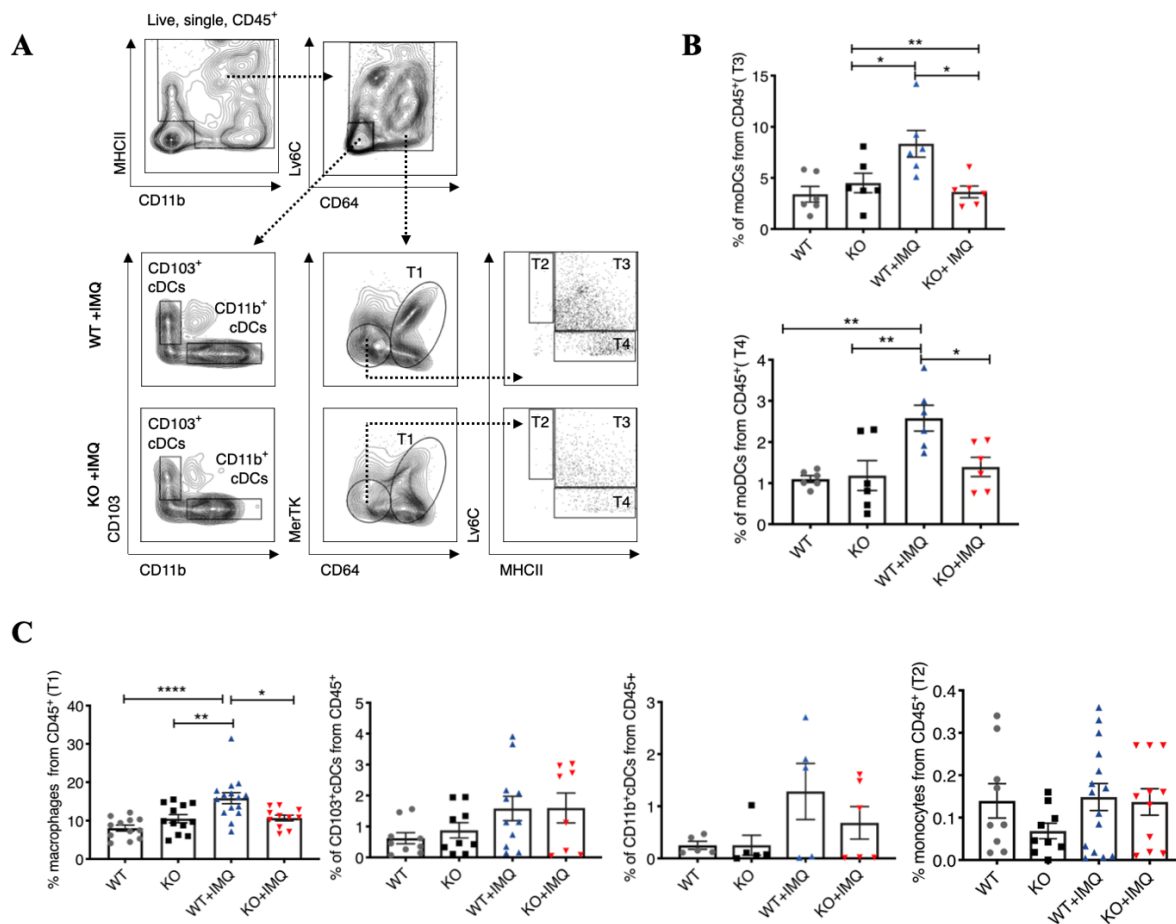 A
Live, single, CD45+
MHCII
CD11b
Lv6C
CD64
WT +IMQ
CD103+
cDCs
CD11b+
cDCs
T1
T2
T3
T4
KO +IMQ
CD103+
cDCs
CD11b+
cDCs
T1
T2
T3
T4
CD103
CD11b
MerTK
CD64
Lv6C
MHCII
B
% of moDCs from CD45+( T3)
15
10
5
0
**
*
*
WT
KO
WT+IMQ
KO+ IMQ
% of moDCs from CD45+( T4)
4
3
2
1
0
**
**
*
WT
KO
WT+IMQ
KO+IMQ
C
% macrophages from CD45+ (T1)
40
30
20
10
0
****
*
**
WT
KO
WT+IMQ
KO+IMQ
% of CD103+cDCs from CD45+
5
4
3
2
1
0
WT
KO
WT+IMQ
KO+IMQ
% of CD11b+cDCs from CD45+
3
2
1
0
WT
KO
WT+IMQ
KO+IMQ
% monocytes from CD45+ (T2)
0.4
0.3
0.2
0.1
0.0
WT
KO
WT+IMQ
KO+IMQ